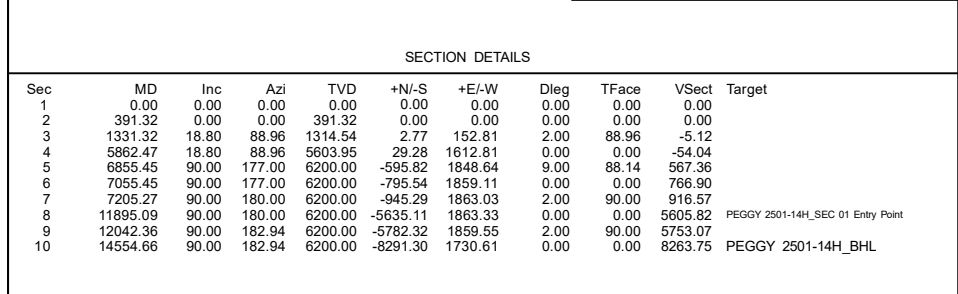 SECTION DETAILS
Sec MD Inc Azi TVD +N/-S +E/-W Dleg TFace VSect Target
1 0.00 0.00 0.00 0.00 0.00 0.00 0.00 0.00 0.00
2 391.32 0.00 0.00 391.32 0.00 0.00 0.00 0.00 0.00
3 1331.32 18.80 88.96 1314.54 2.77 152.81 2.00 88.96 -5.12
4 5862.47 18.80 88.96 5603.95 29.28 1612.81 0.00 0.00 -54.04
5 6855.45 90.00 177.00 6200.00 -595.82 1848.64 9.00 88.14 567.36
6 7055.45 90.00 177.00 6200.00 -795.54 1859.11 0.00 0.00 766.90
7 7205.27 90.00 180.00 6200.00 -945.29 1863.03 2.00 90.00 916.57
8 11895.09 90.00 180.00 6200.00 -5635.11 1863.33 0.00 0.00 5605.82 PEGGY 2501-14H_SEC 01 Entry Point
9 12042.36 90.00 182.94 6200.00 -5782.32 1859.55 2.00 90.00 5753.07
10 14554.66 90.00 182.94 6200.00 -8291.30 1730.61 0.00 0.00 8263.75 PEGGY 2501-14H_BHL